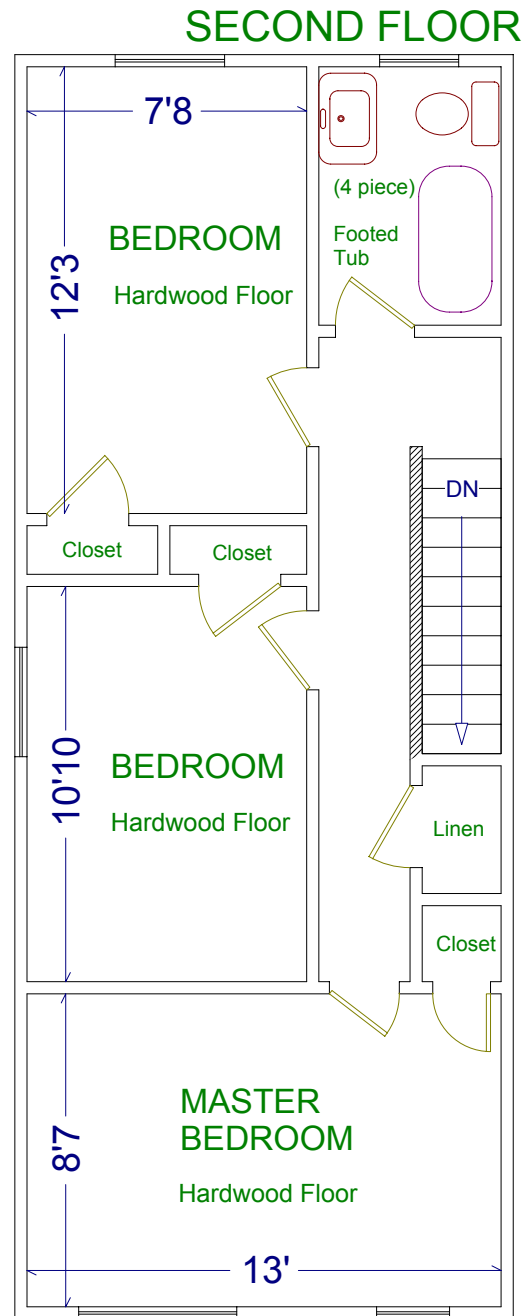 SECOND FLOOR
7'8
12'3
BEDROOM
Hardwood Floor
(4 piece)
Footed
Tub
DN
Closet
Closet
10'10
BEDROOM
Hardwood Floor
Linen
Closet
8'7
MASTER
BEDROOM
Hardwood Floor
13'